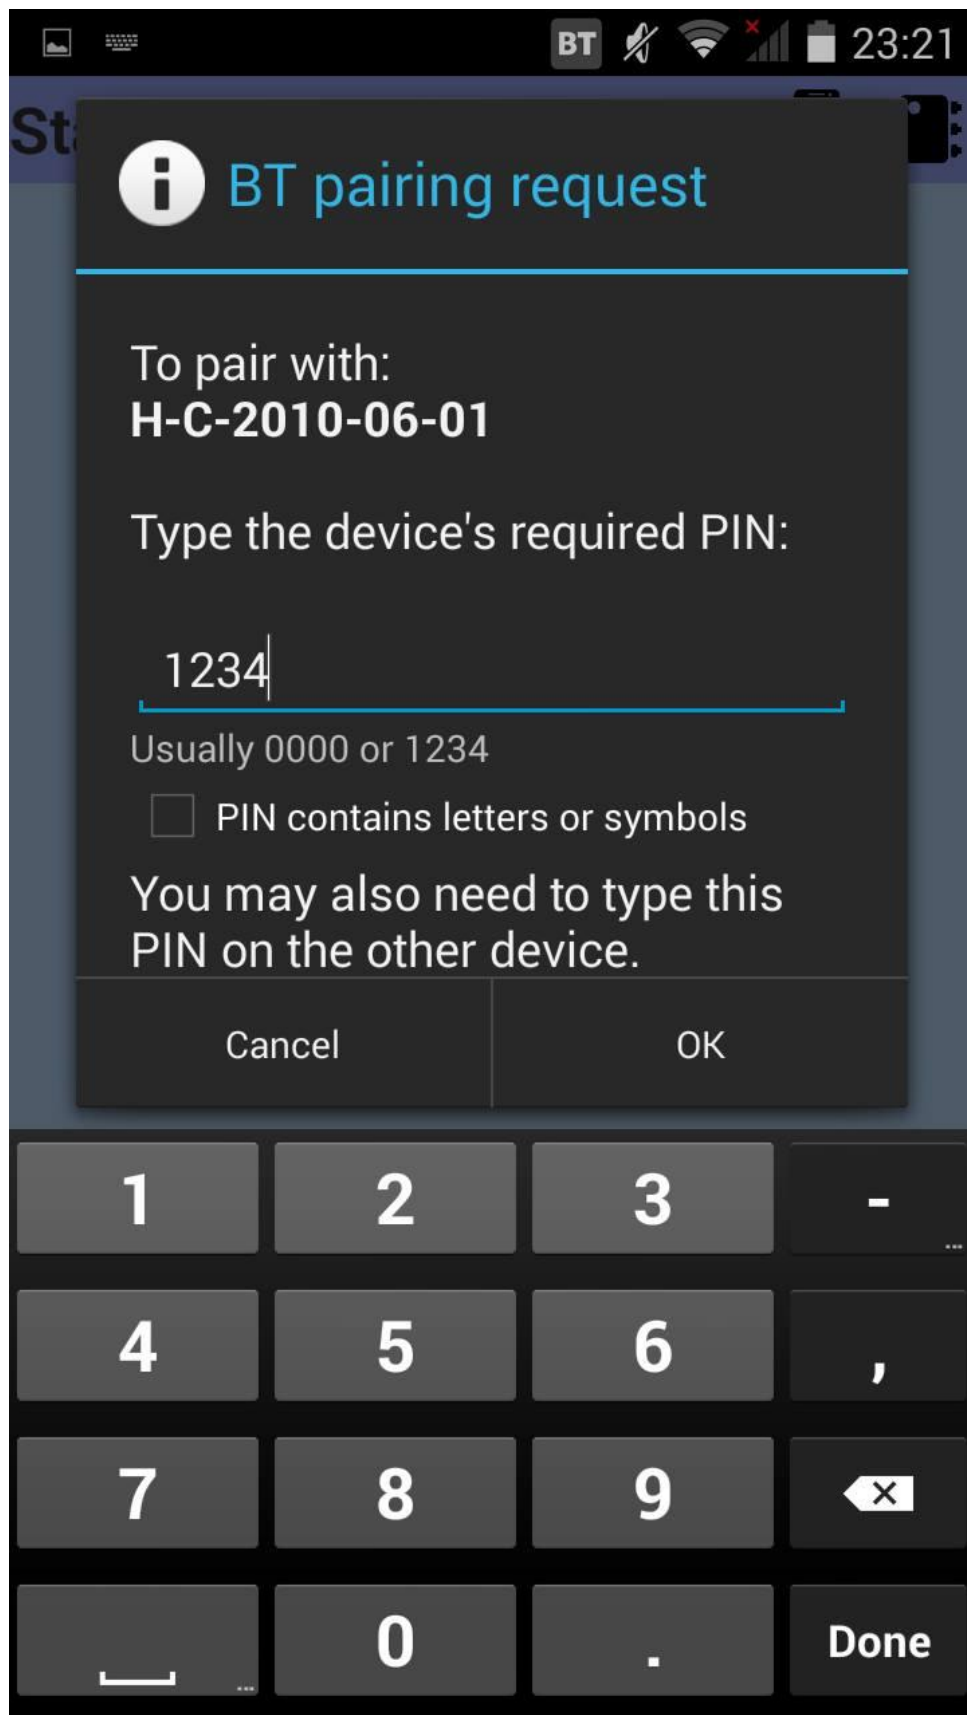 BT 23:21
St
BT pairing request
To pair with:
H-C-2010-06-01
Type the device's required PIN:
1234
Usually 0000 or 1234
PIN contains letters or symbols
You may also need to type this
PIN on the other device.
Cancel OK
1 2 3 -
4 5 6 ,
7 8 9
0 . Done